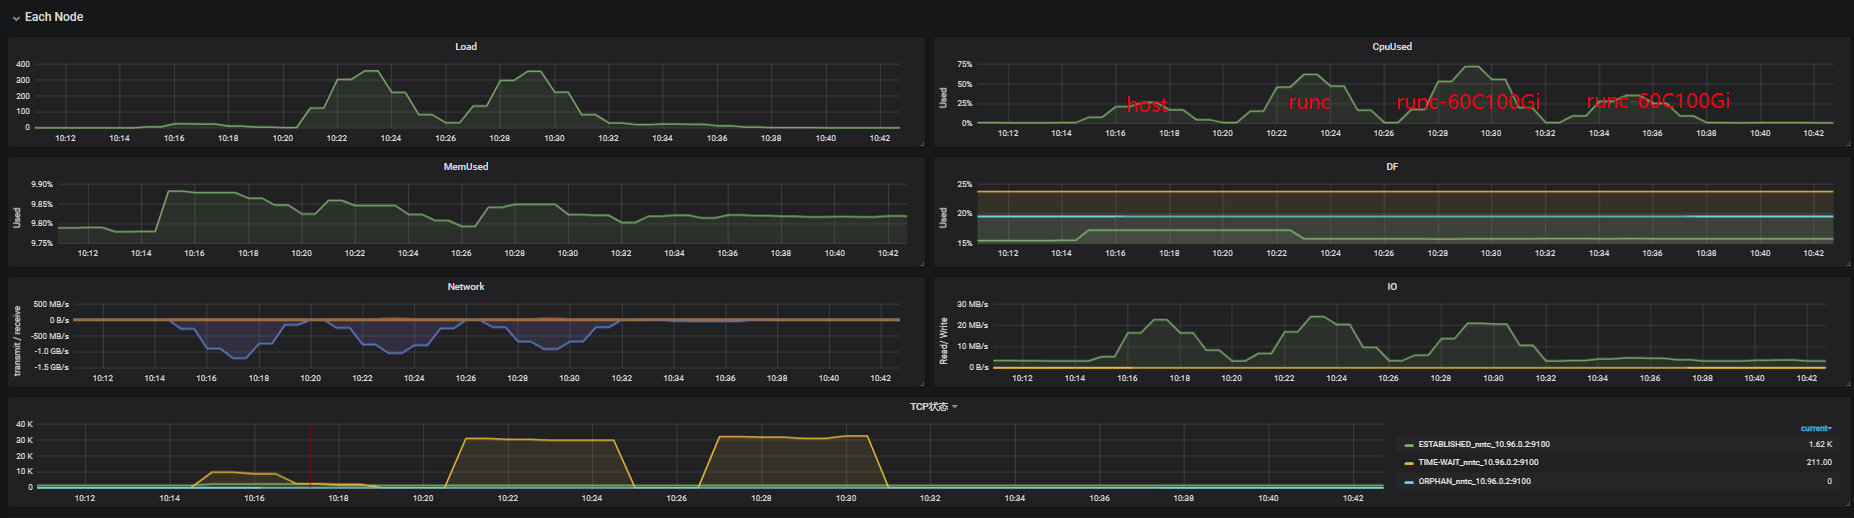 Each Node
Load
400
300
200
100
0
10:12 10:14 10:16 10:18 10:20 10:22 10:24 10:26 10:28 10:30 10:32 10:34 10:36 10:38 10:40 10:42
CpuUsed
Used
75%
50%
25%
0%
host runc runc-60C100Gi runc-60C100Gi
10:12 10:14 10:16 10:18 10:20 10:22 10:24 10:26 10:28 10:30 10:32 10:34 10:36 10:38 10:40 10:42
MemUsed
Used
9.90%
9.85%
9.80%
9.75%
10:12 10:14 10:16 10:18 10:20 10:22 10:24 10:26 10:28 10:30 10:32 10:34 10:36 10:38 10:40 10:42
DF
Used
25%
20%
15%
10:12 10:14 10:16 10:18 10:20 10:22 10:24 10:26 10:28 10:30 10:32 10:34 10:36 10:38 10:40 10:42
Network
transmit / receive
500 MB/s
0 B/s
-500 MB/s
-1.0 GB/s
-1.5 GB/s
10:12 10:14 10:16 10:18 10:20 10:22 10:24 10:26 10:28 10:30 10:32 10:34 10:36 10:38 10:40 10:42
IO
Read/ Write
30 MB/s
20 MB/s
10 MB/s
0 B/s
10:12 10:14 10:16 10:18 10:20 10:22 10:24 10:26 10:28 10:30 10:32 10:34 10:36 10:38 10:40 10:42
TCP状态
40 K
30 K
20 K
10 K
0
10:12 10:14 10:16 10:18 10:20 10:22 10:24 10:26 10:28 10:30 10:32 10:34 10:36 10:38 10:40 10:42
current
ESTABLISHED_nntc_10.96.0.2:9100 1.62 K
TIME-WAIT_nntc_10.96.0.2:9100 211.00
ORPHAN_nntc_10.96.0.2:9100 0